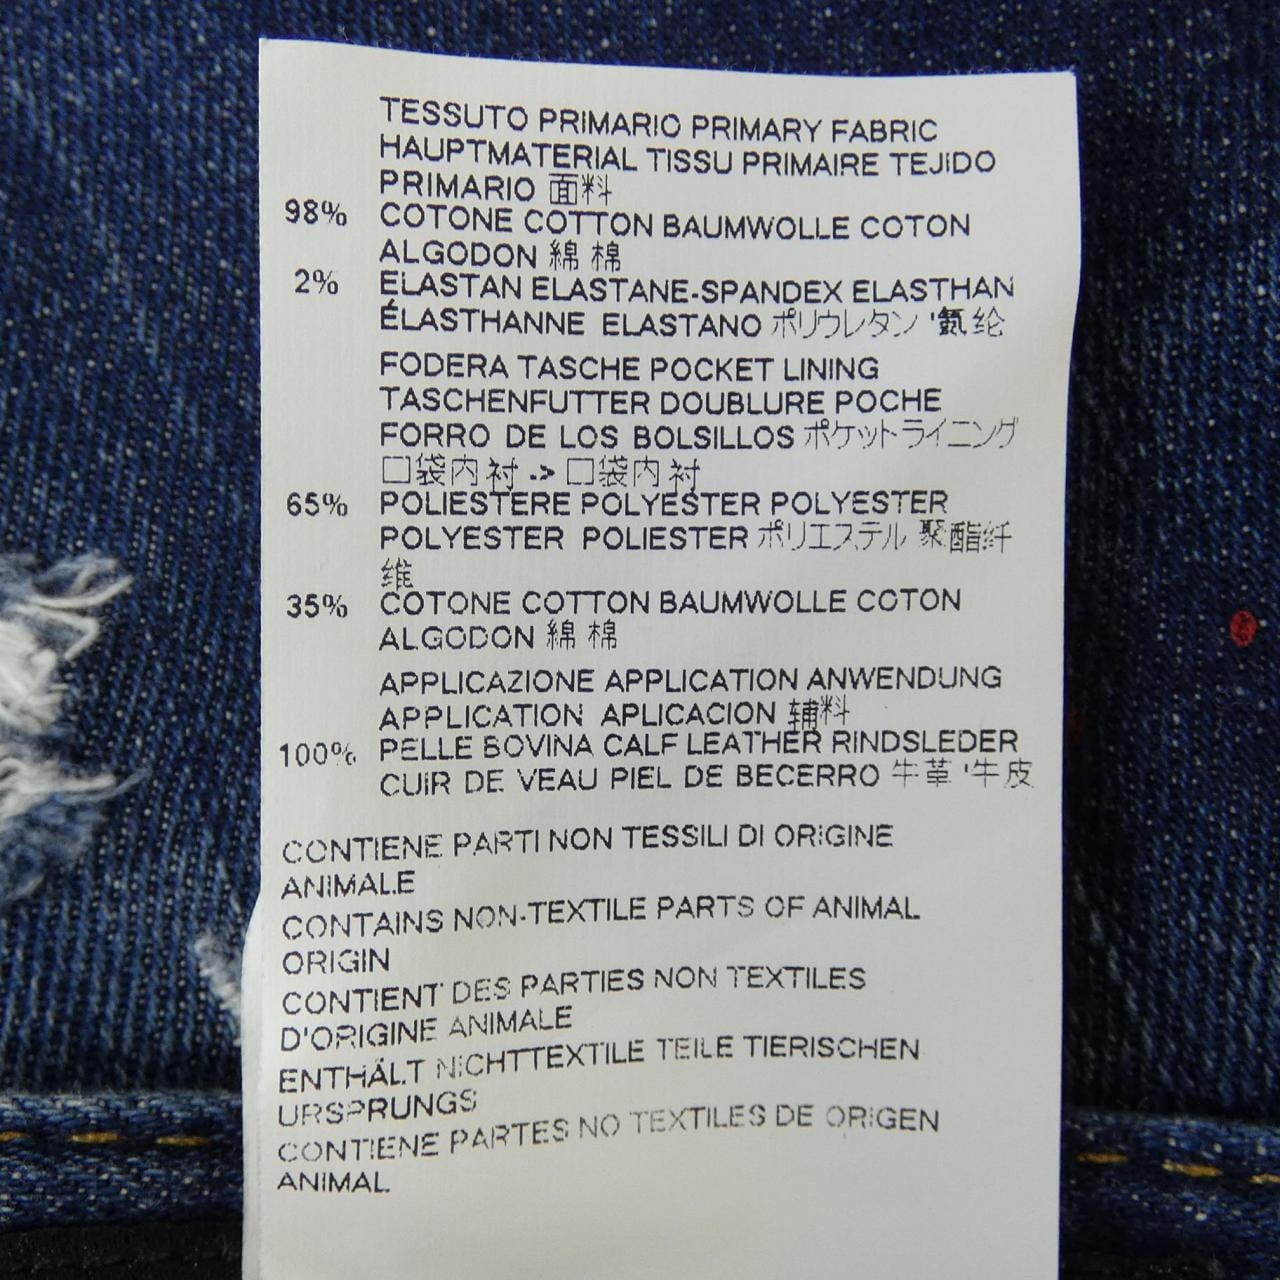 TESSUTO PRIMARIO PRIMARY FABRIC
HAUPTMATERIAL TISSU PRIMAIRE TEJIDO
PRIMARIO 面料
98% COTONE COTTON BAUMWOLLE COTON
ALGODON 綿 棉
2% ELASTAN ELASTANE-SPANDEX ELASTHAN
ÉLASTHANNE ELASTANO ポリウレタン '氨纶
FODERA TASCHE POCKET LINING
TASCHENFUTTER DOUBLURE POCHE
FORRO DE LOS BOLSILLOS ポケットライニング
口袋内衬 -> 口袋内衬
65% POLIESTERE POLYESTER POLYESTER
POLYESTER POLIESTER ポリエステル 聚酯纤
维
35% COTONE COTTON BAUMWOLLE COTON
ALGODON 綿 棉
APPLICAZIONE APPLICATION ANWENDUNG
APPLICATION APLICACION 辅料
100% PELLE BOVINA CALF LEATHER RINDSLEDER
CUIR DE VEAU PIEL DE BECERRO 牛革 '牛皮
CONTIENE PARTI NON TESSILI DI ORIGINE
ANIMALE
CONTAINS NON-TEXTILE PARTS OF ANIMAL
ORIGIN
CONTIENT DES PARTIES NON TEXTILES
D'ORIGINE ANIMALE
ENTHÄLT NICHTTEXTILE TEILE TIERISCHEN
URSPRUNGS
CONTIENE PARTES NO TEXTILES DE ORIGEN
ANIMAL